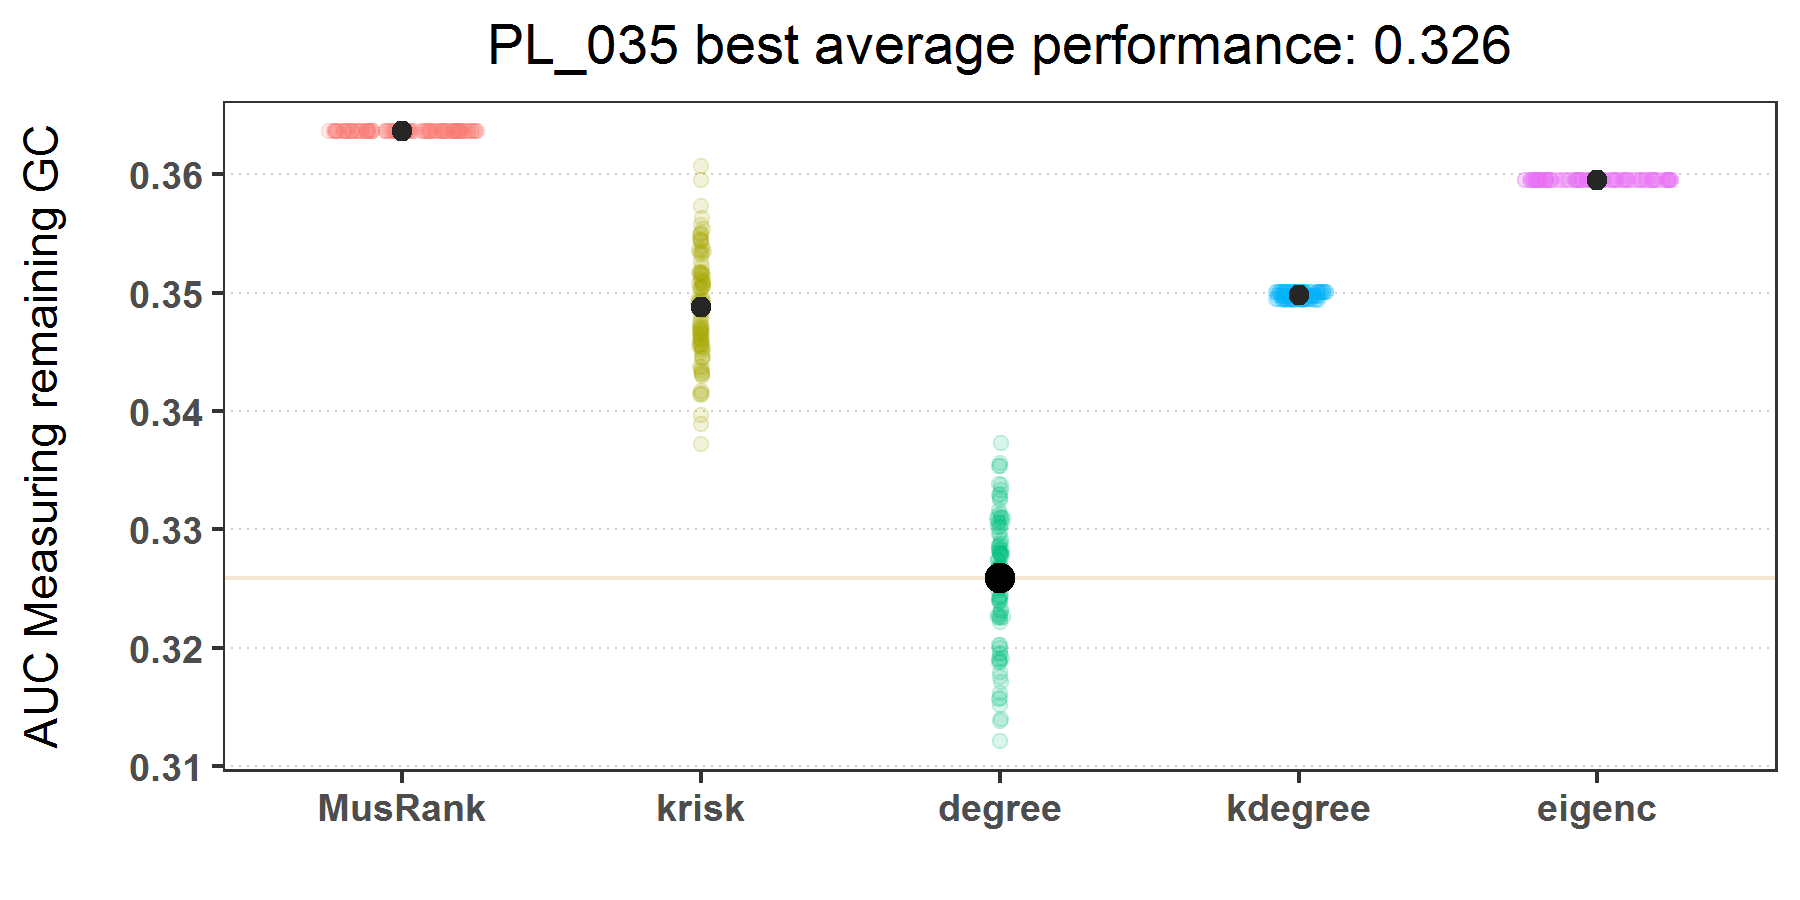 PL_035 best average performance: 0.326
AUC Measuring remaining GC
0.36
0.35
0.34
0.33
0.32
0.31
MusRank krisk degree kdegree eigenc